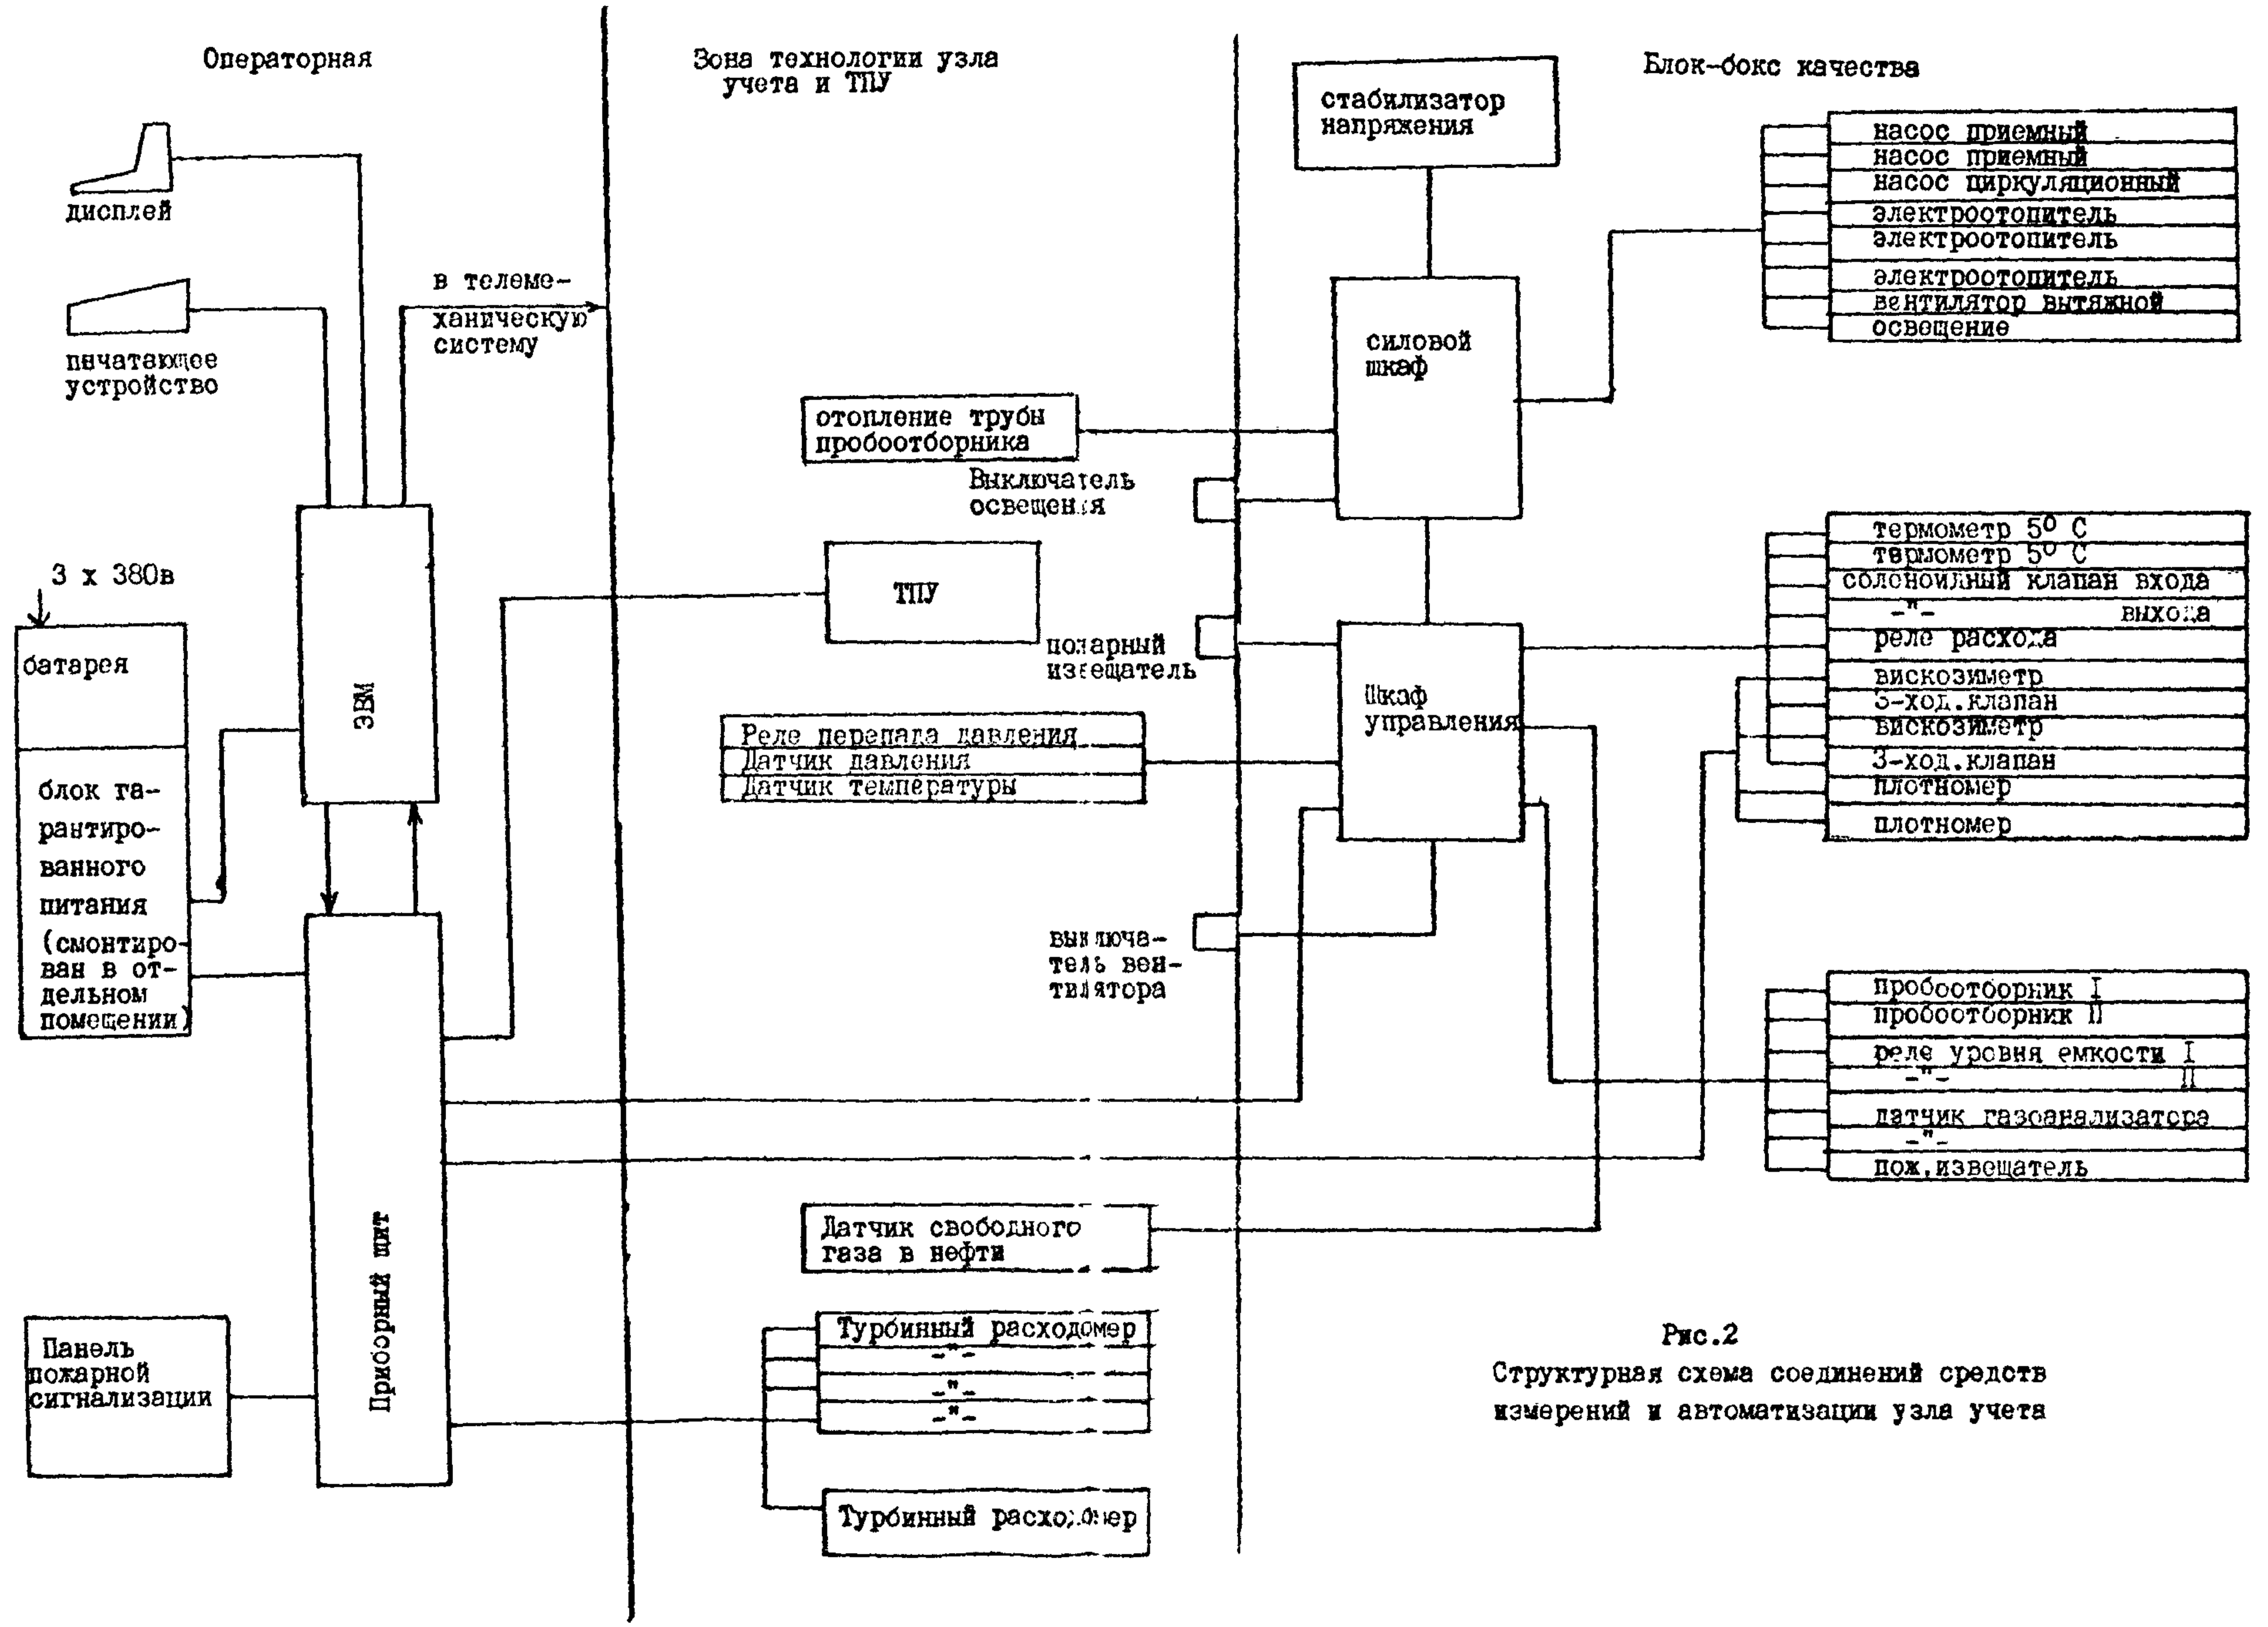 Операторная
дисплей
печатающее
устройство
в телеме-
ханическую
систему
3 x 380в
батарея
блок га-
рантиро-
ванного
питания
(смонтиро-
ван в от-
дельном
помещении)
ЭВМ
Приборный щит
Панель
пожарной
сигнализации
Зона технологии узла
учета и ТПУ
отопление трубы
пробоотборника
Выключатель
освещения
ТПУ
пожарный
извещатель
Реле перепада давления
Датчик давления
Датчик температуры
выключа-
тель вен-
тилятора
Датчик свободного
газа в нефти
Турбинный расходомер
-"-
-"-
-"-
Турбинный расходомер
Блок-бокс качества
стабилизатор
напряжения
силовой
шкаф
Шкаф
управления
насос приемный
насос приемный
насос циркуляционный
электроотопитель
электроотопитель
электроотопитель
вентилятор вытяжной
освещение
термометр 5⁰ С
термометр 5⁰ С
солоноидный клапан входа
-"- выхода
реле расхода
вискозиметр
3-ход.клапан
вискозиметр
3-ход.клапан
плотномер
плотномер
пробоотборник I
пробоотборник II
реле уровня емкости I
-"- II
датчик газоанализатора
-"-
пож.извещатель
Рис.2
Структурная схема соединений средств
измерений и автоматизации узла учета